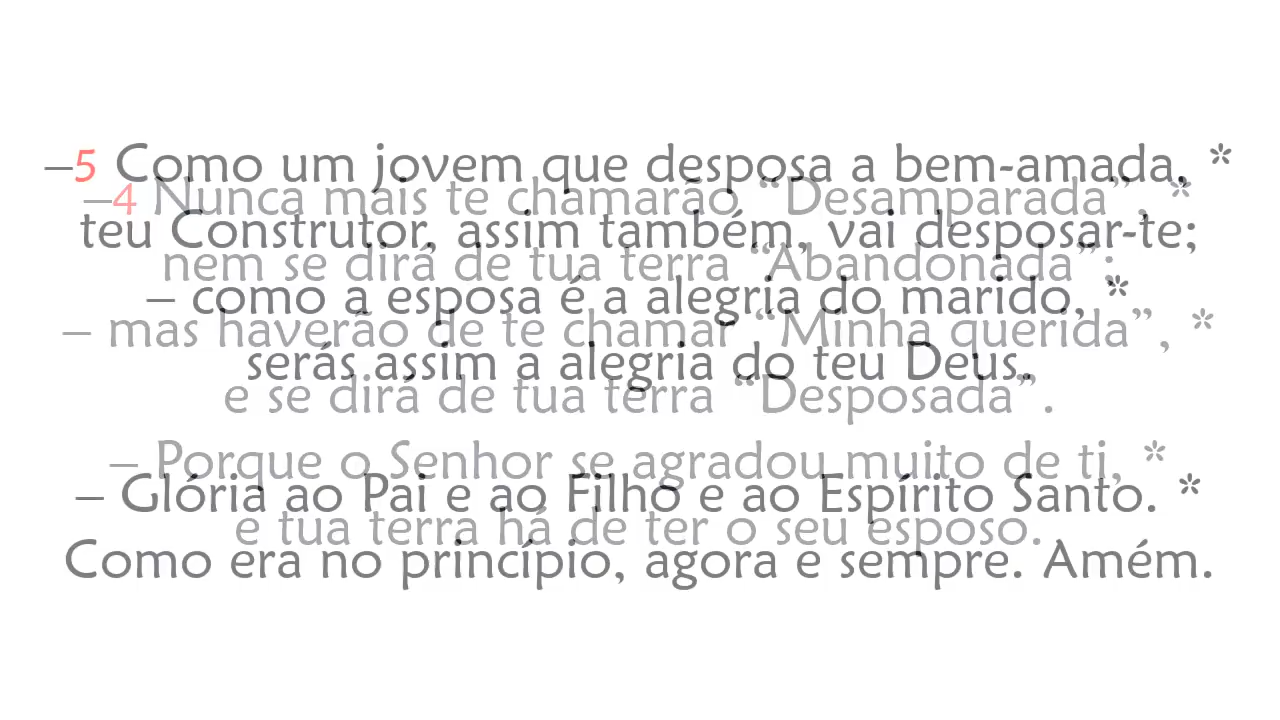 –5 Como um jovem que desposa a bem-amada, *
–4 Nunca mais te chamarão “Desamparada”, *
teu Construtor, assim também, vai desposar-te;
nem se dirá de tua terra “Abandonada”;
– como a esposa é a alegria do marido, *
– mas haverão de te chamar “Minha querida”, *
serás assim a alegria do teu Deus.
e se dirá de tua terra “Desposada”.
– Porque o Senhor se agradou muito de ti, *
– Glória ao Pai e ao Filho e ao Espírito Santo. *
e tua terra há de ter o seu esposo.
Como era no princípio, agora e sempre. Amém.